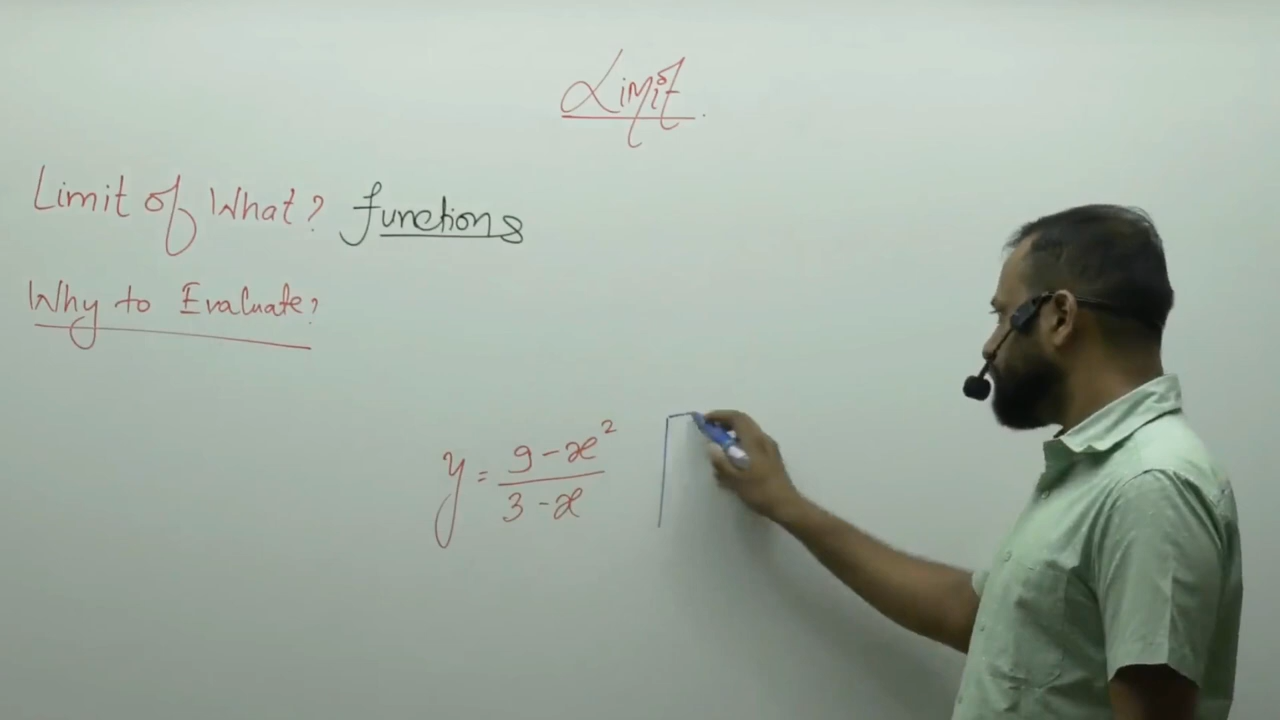 Limit
Limit of What? functions
Why to Evaluate?
y = 9-x²
3-x